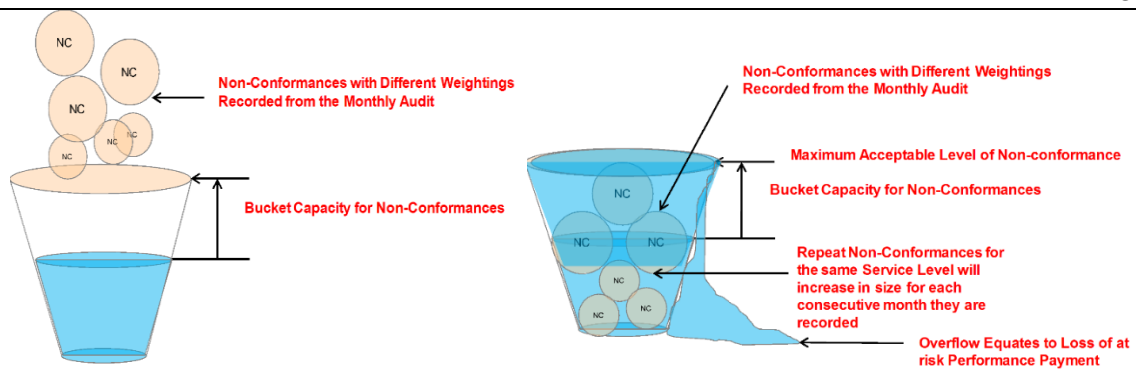 NC
NC
Non-Conformances with Different Weightings
Recorded from the Monthly Audit
NC
NC
NC
NC
Bucket Capacity for Non-Conformances
Non-Conformances with Different Weightings
Recorded from the Monthly Audit
Maximum Acceptable Level of Non-conformance
Bucket Capacity for Non-Conformances
NC
NC
NC
Repeat Non-Conformances for
the same Service Level will
increase in size for each
consecutive month they are
recorded
NC
NC
NC
Overflow Equates to Loss of at
risk Performance Payment